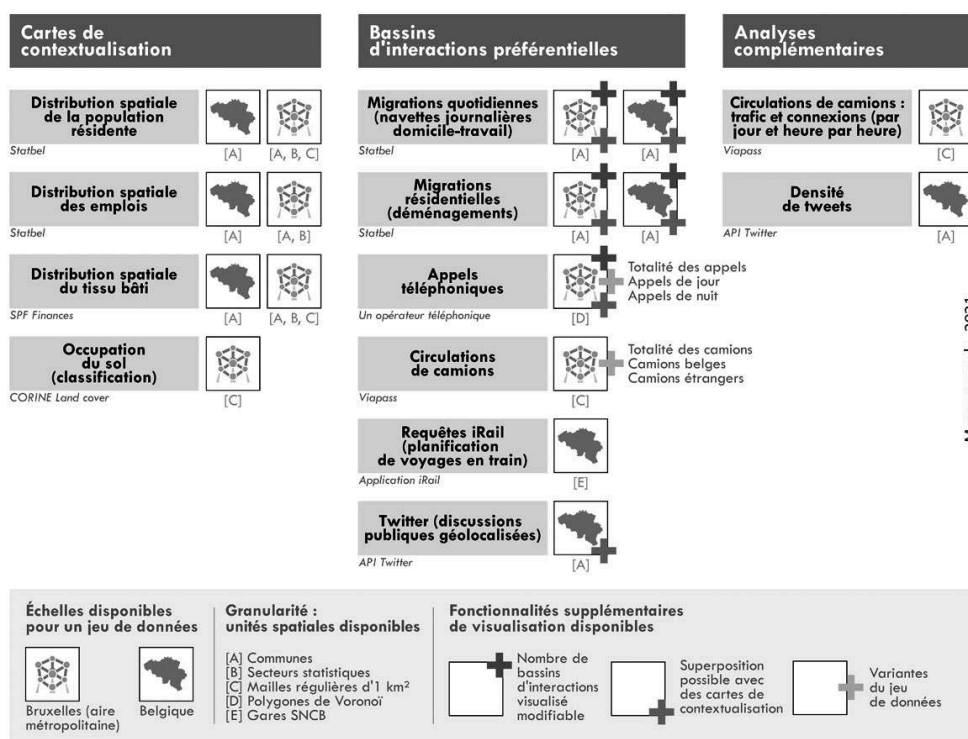 Cartes de
contextualisation
Distribution spatiale
de la population
résidente
Statbel
[A]
[A, B, C]
Distribution spatiale
des emplois
Statbel
[A]
[A, B]
Distribution spatiale
du tissu bâti
SPF Finances
[A]
[A, B, C]
Occupation
du sol
(classification)
CORINE Land cover
[C]
Bassins
d'interactions préférentielles
Migrations quotidiennes
(navettes journalières
domicile-travail)
Statbel
[A]
[A]
Migrations
résidentielles
(déménagements)
Statbel
[A]
[A]
Appels
téléphoniques
Un opérateur téléphonique
[D]
Totalité des appels
Appels de jour
Appels de nuit
Circulations
de camions
Viapass
[C]
Totalité des camions
Camions belges
Camions étrangers
Requêtes iRail
(planification
de voyages en train)
Application iRail
[E]
Twitter (discussions
publiques géolocalisées)
API Twitter
[A]
Analyses
complémentaires
Circulations de camions :
trafic et connexions (par
jour et heure par heure)
Viapass
[C]
Densité
de tweets
API Twitter
[A]
Échelles disponibles
pour un jeu de données
Bruxelles (aire
métropolitaine)
Belgique
Granularité :
unités spatiales disponibles
[A] Communes
[B] Secteurs statistiques
[C] Mailles régulières d'1 km²
[D] Polygones de Voronoï
[E] Gares SNCB
Fonctionnalités supplémentaires
de visualisation disponibles
Nombre de
bassins
d'interactions
visualisé
modifiable
Superposition
possible avec
des cartes de
contextualisation
Variantes
du jeu
de données